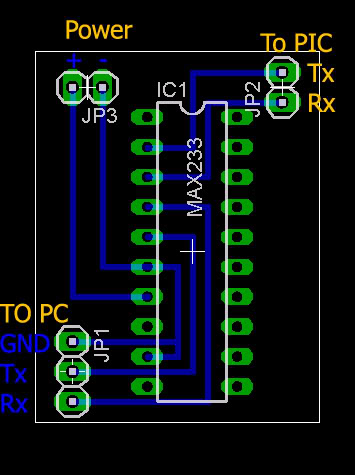 Power
To PIC
+ -
Tx
IC1
JP2
Rx
JP3
MAX233
TO PC
GND
JP1
Tx
Rx